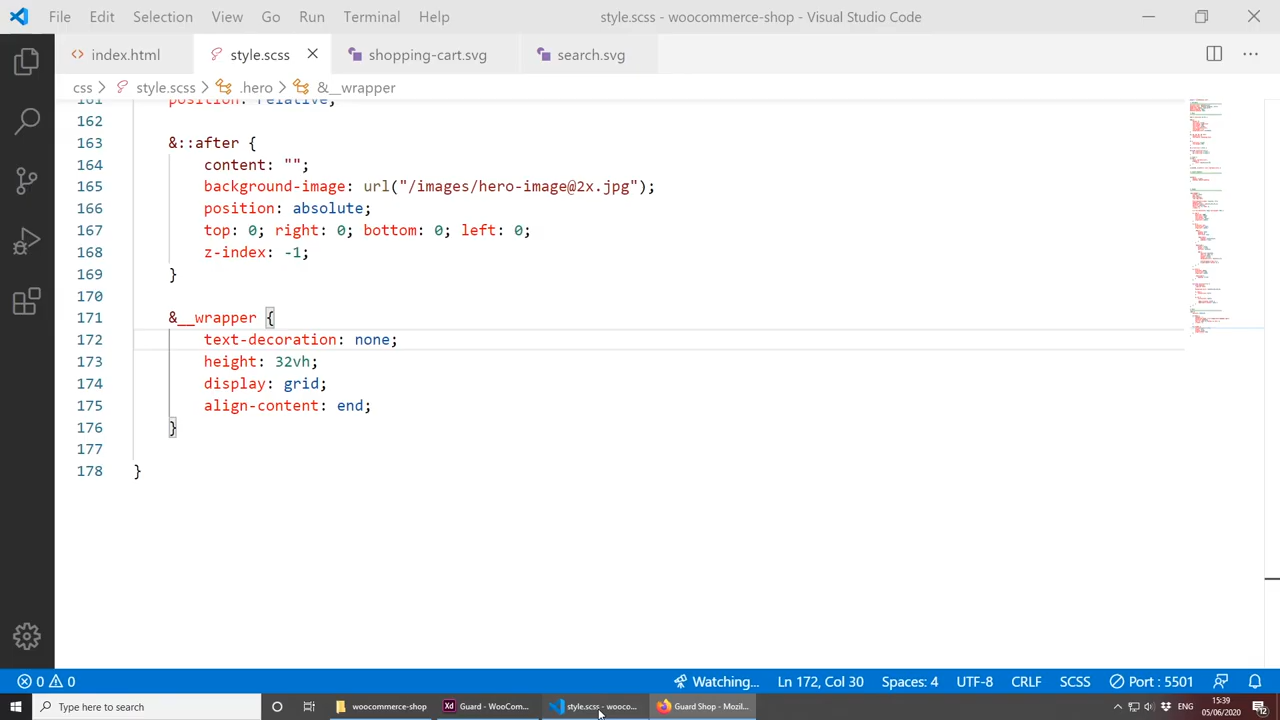 File Edit Selection View Go Run Terminal Help style.scss - woocommerce-shop - Visual Studio Code
index.html style.scss shopping-cart.svg search.svg
css > style.scss > .hero > &__wrapper
161 position: relative;
162
163 &::after {
164 content: "";
165 background-image: url("/images/hero-image@2x.jpg");
166 position: absolute;
167 top: 0; right: 0; bottom: 0; left: 0;
168 z-index: -1;
169 }
170
171 &__wrapper {
172 text-decoration: none;
173 height: 32vh;
174 display: grid;
175 align-content: end;
176 }
177
178 }
0 0 Watching... Ln 172, Col 30 Spaces: 4 UTF-8 CRLF SCSS Port : 5501
Type here to search woocommerce-shop Guard - WooCom... style.scss - wooco... Guard Shop - Mozil... ENG 15:39
05/06/2020 12